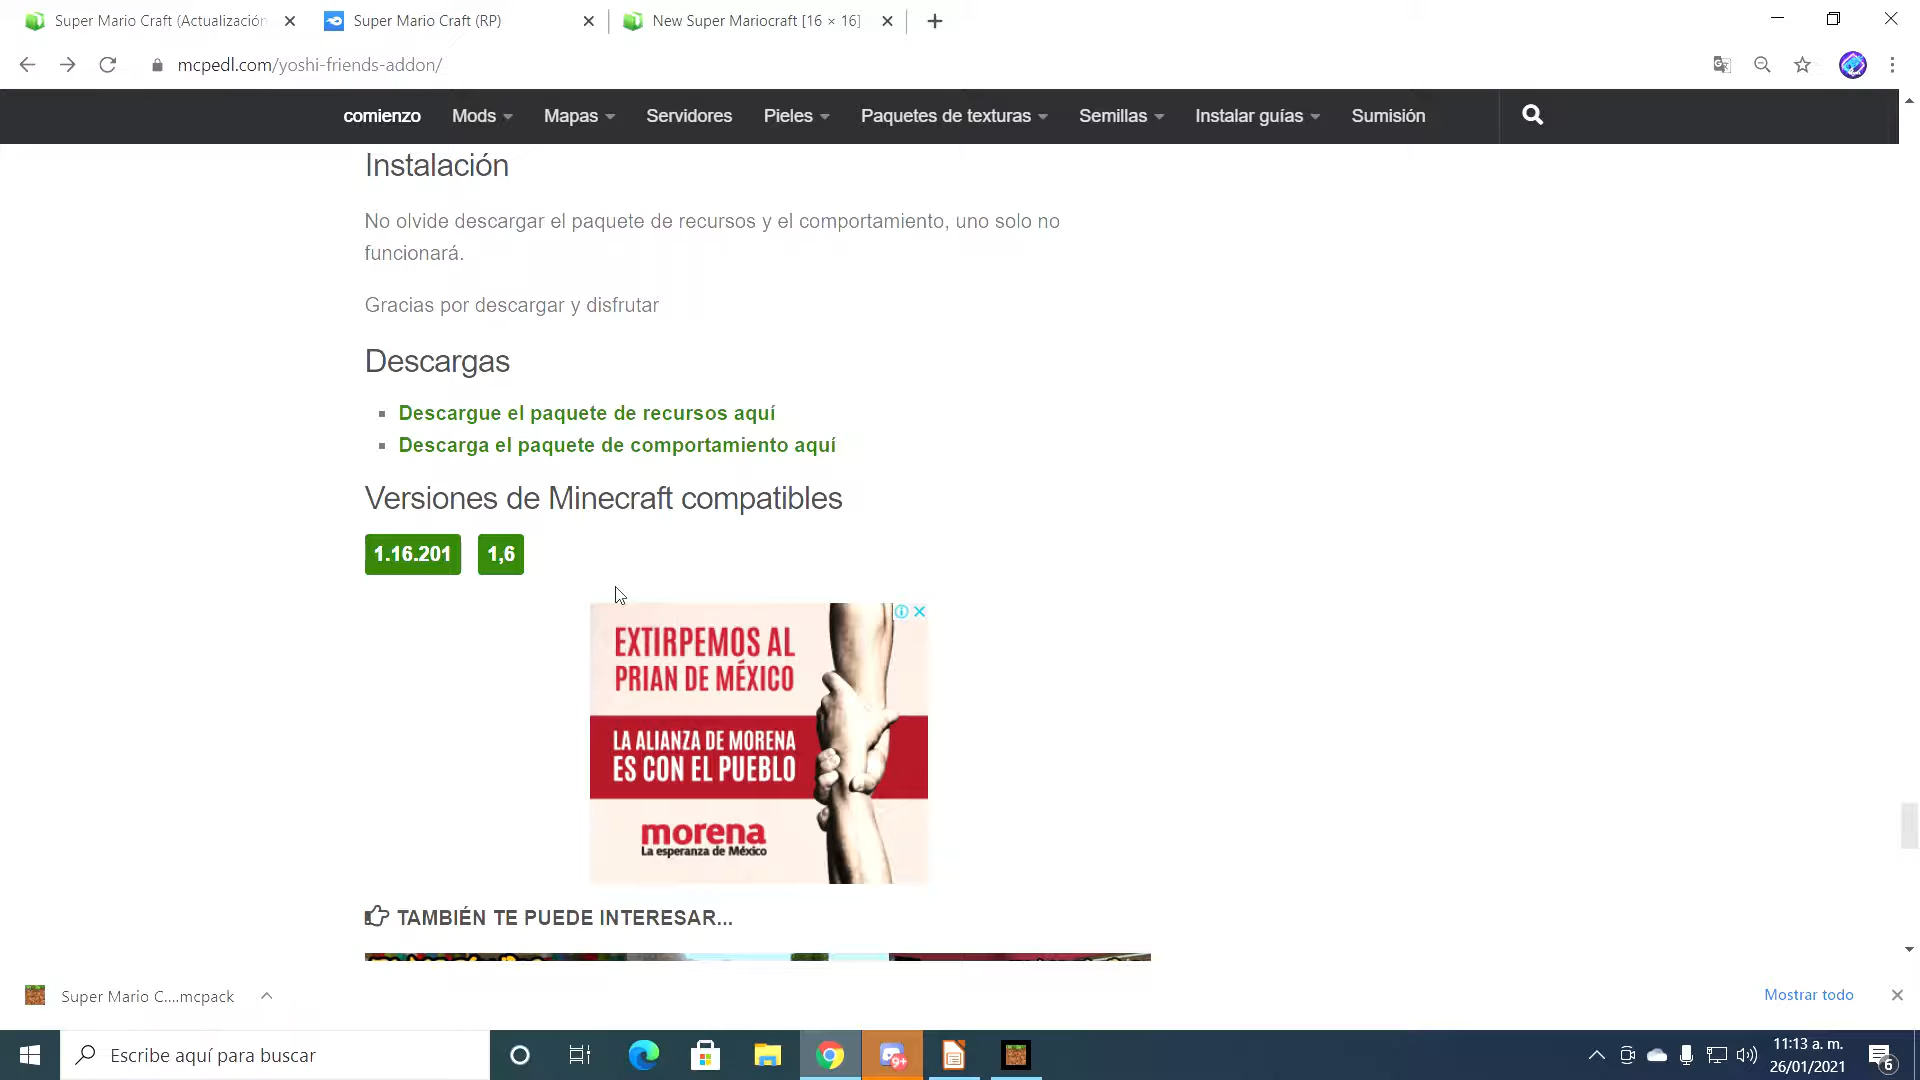 Super Mario Craft (Actualización
Super Mario Craft (RP)
New Super Mariocraft [16 × 16]
mcpedl.com/yoshi-friends-addon/
comienzo Mods Mapas Servidores Pieles Paquetes de texturas Semillas Instalar guías Sumisión
Instalación
No olvide descargar el paquete de recursos y el comportamiento, uno solo no
funcionará.
Gracias por descargar y disfrutar
Descargas
Descargue el paquete de recursos aquí
Descarga el paquete de comportamiento aquí
Versiones de Minecraft compatibles
1.16.201 1,6
EXTIRPEMOS AL
PRIAN DE MÉXICO
LA ALIANZA DE MORENA
ES CON EL PUEBLO
morena
La esperanza de México
TAMBIÉN TE PUEDE INTERESAR...
Super Mario C....mcpack
Mostrar todo
Escribe aquí para buscar
9+
11:13 a. m.
26/01/2021
6